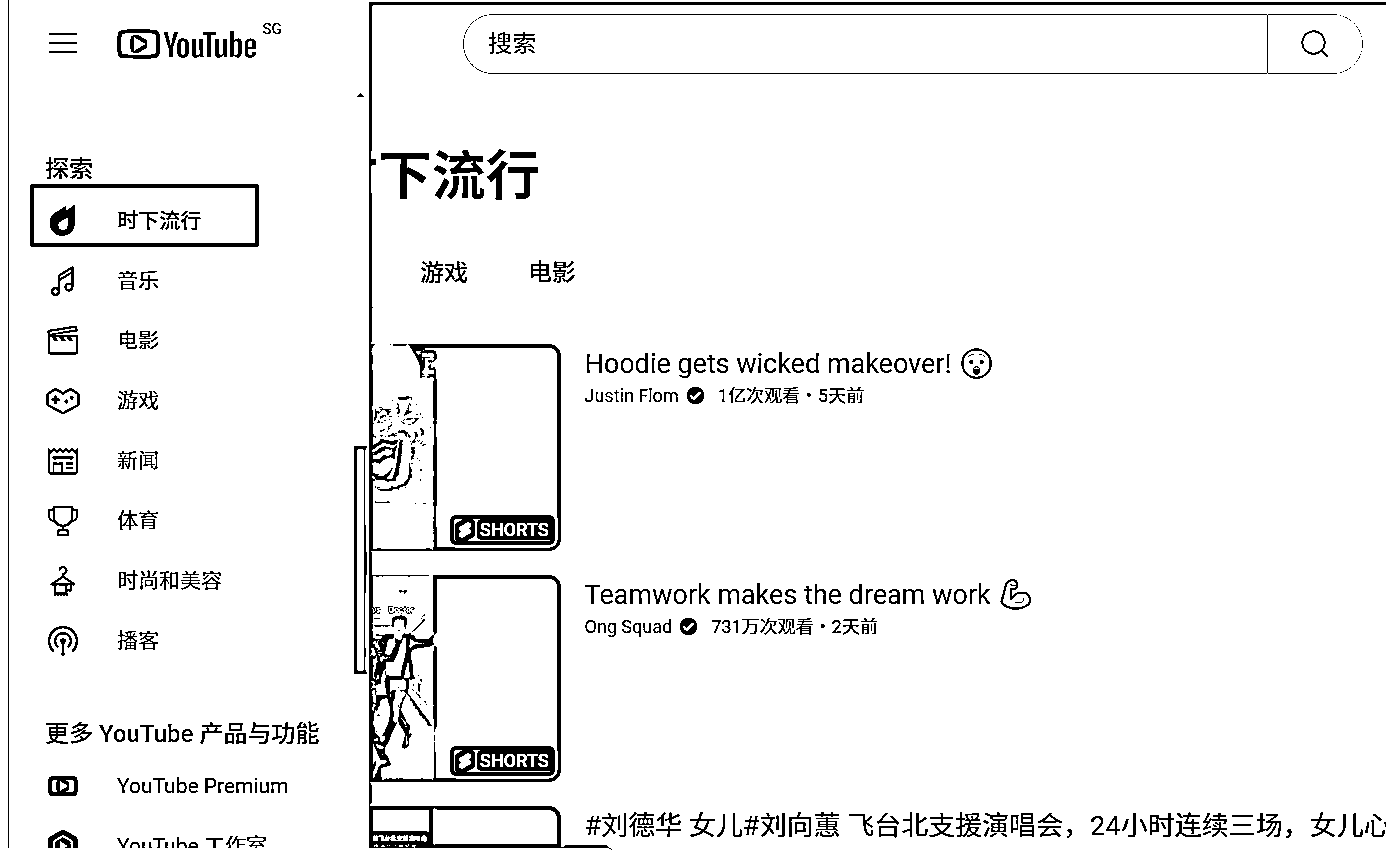 YouTube SG
搜索
探索
时下流行
音乐
电影
游戏
新闻
体育
时尚和美容
播客
更多 YouTube 产品与功能
YouTube Premium
YouTube 工作室
下流行
游戏 电影
Hoodie gets wicked makeover! 😮
Justin Flom 1亿次观看・5天前
SHORTS
Teamwork makes the dream work 💪
Ong Squad 731万次观看・2天前
SHORTS
#刘德华 女儿#刘向蕙 飞台北支援演唱会，24小时连续三场，女儿心